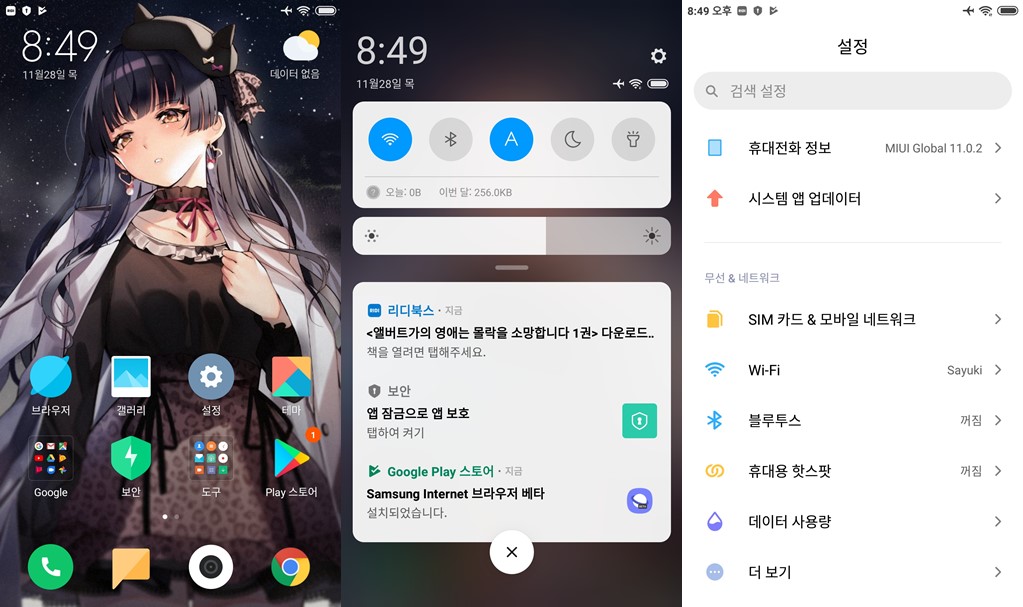 8:49
11월28일 목
데이터 없음
브라우저
갤러리
설정
테마
1
Google
보안
도구
Play 스토어
8:49
11월28일 목
A
오늘: 0B
이번 달: 256.0KB
리디북스 · 지금
<앨버트가의 영애는 몰락을 소망합니다 1권> 다운로드..
책을 열려면 탭해주세요.
보안
앱 잠금으로 앱 보호
탭하여 켜기
Google Play 스토어 · 지금
Samsung Internet 브라우저 베타
설치되었습니다.
8:49 오후
설정
검색 설정
휴대전화 정보
MIUI Global 11.0.2
시스템 앱 업데이터
무선 & 네트워크
SIM 카드 & 모바일 네트워크
Wi-Fi
Sayuki
블루투스
꺼짐
휴대용 핫스팟
꺼짐
데이터 사용량
더 보기